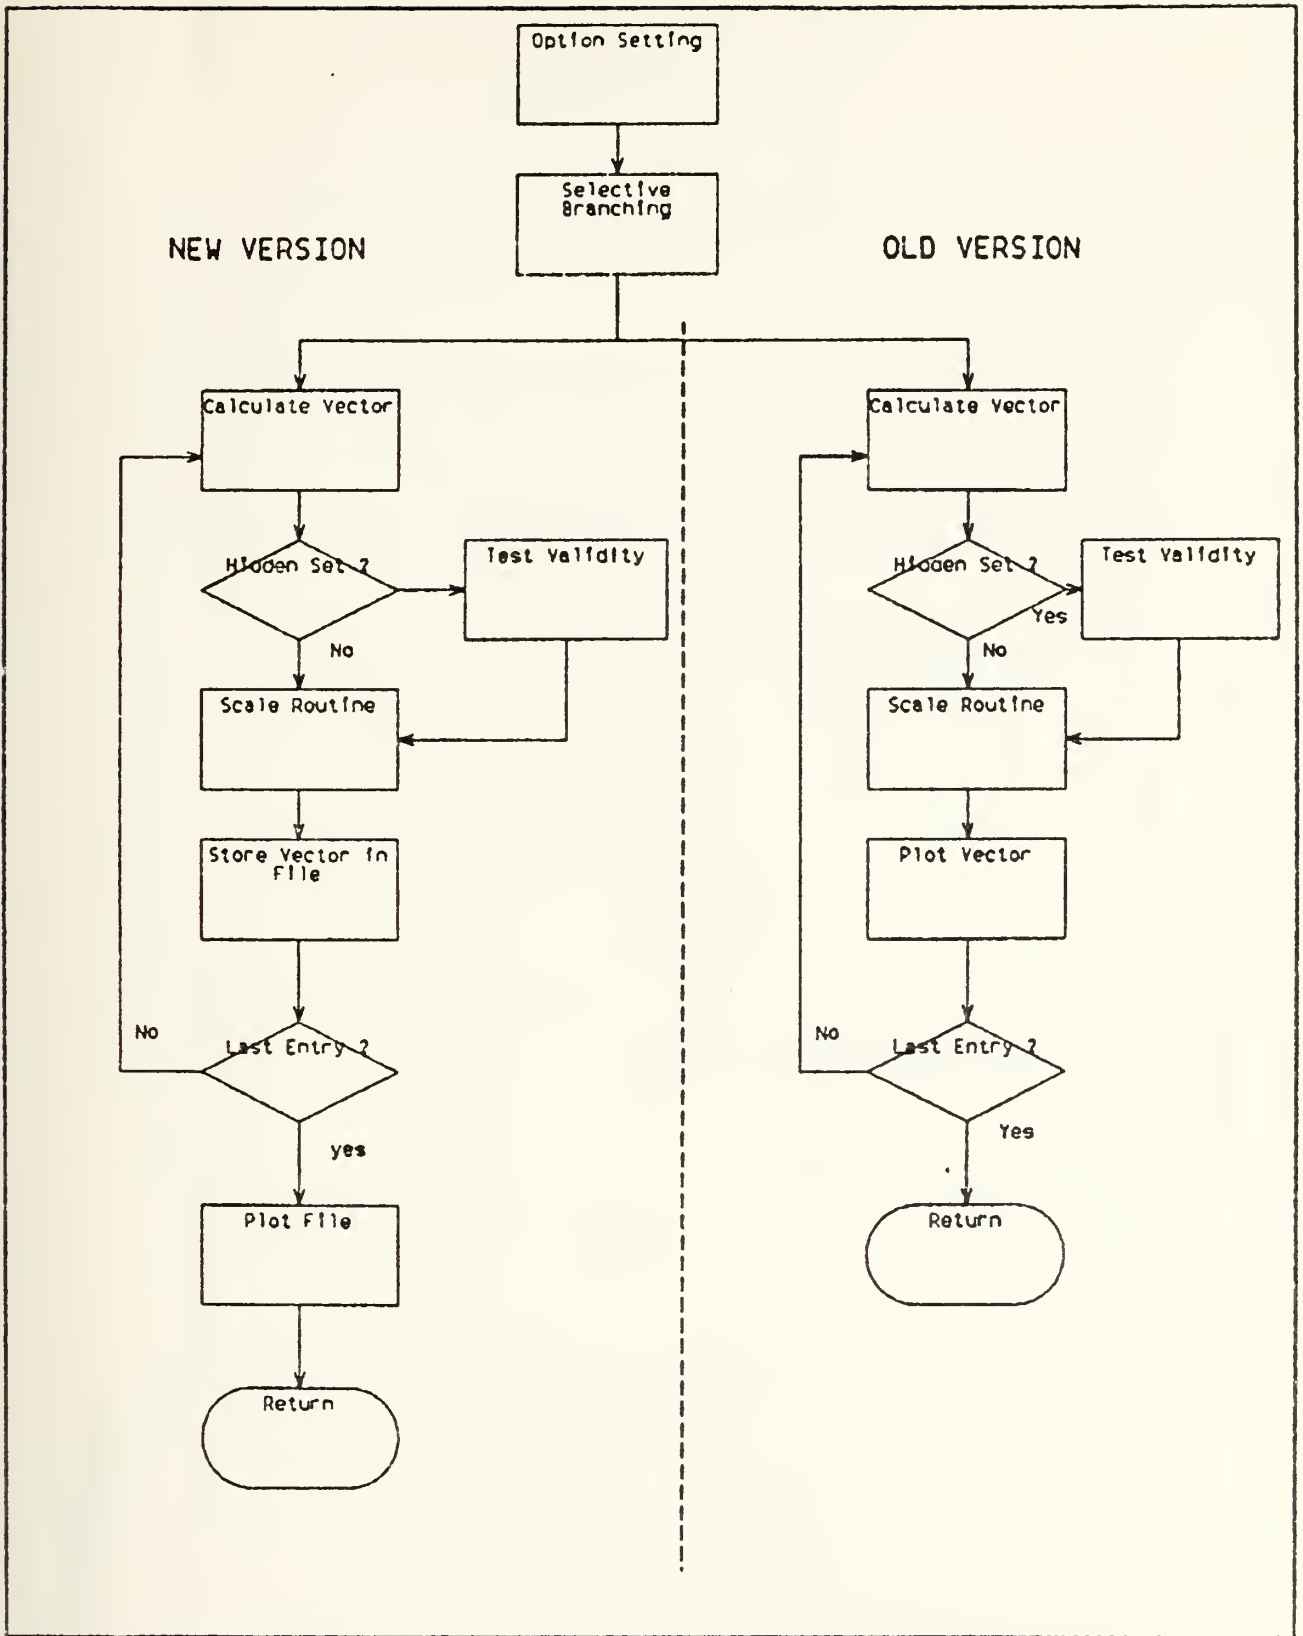 Option Setting
Selective
Branching
NEW VERSION
OLD VERSION
Calculate Vector
Calculate Vector
Hidden Set ?
Test Validity
Hidden Set ?
Test Validity
Yes
No
No
Scale Routine
Scale Routine
Store Vector in
File
Plot Vector
No
Last Entry ?
No
Last Entry ?
yes
Yes
Plot File
Return
Return